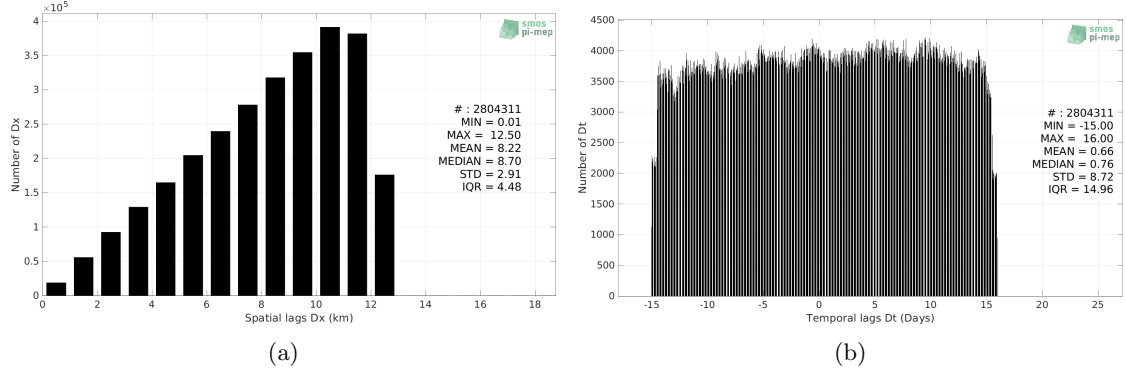 ×10⁵
4
3.5
3
2.5
2
1.5
1
0.5
0
Number of Dx
0 2 4 6 8 10 12 14 16 18
Spatial lags Dx (km)
smos
pi-mep
# : 2804311
MIN = 0.01
MAX = 12.50
MEAN = 8.22
MEDIAN = 8.70
STD = 2.91
IQR = 4.48
(a)
4500
4000
3500
3000
2500
2000
1500
1000
500
0
Number of Dt
-15 -10 -5 0 5 10 15 20 25
Temporal lags Dt (Days)
smos
pi-mep
# : 2804311
MIN = -15.00
MAX = 16.00
MEAN = 0.66
MEDIAN = 0.76
STD = 8.72
IQR = 14.96
(b)